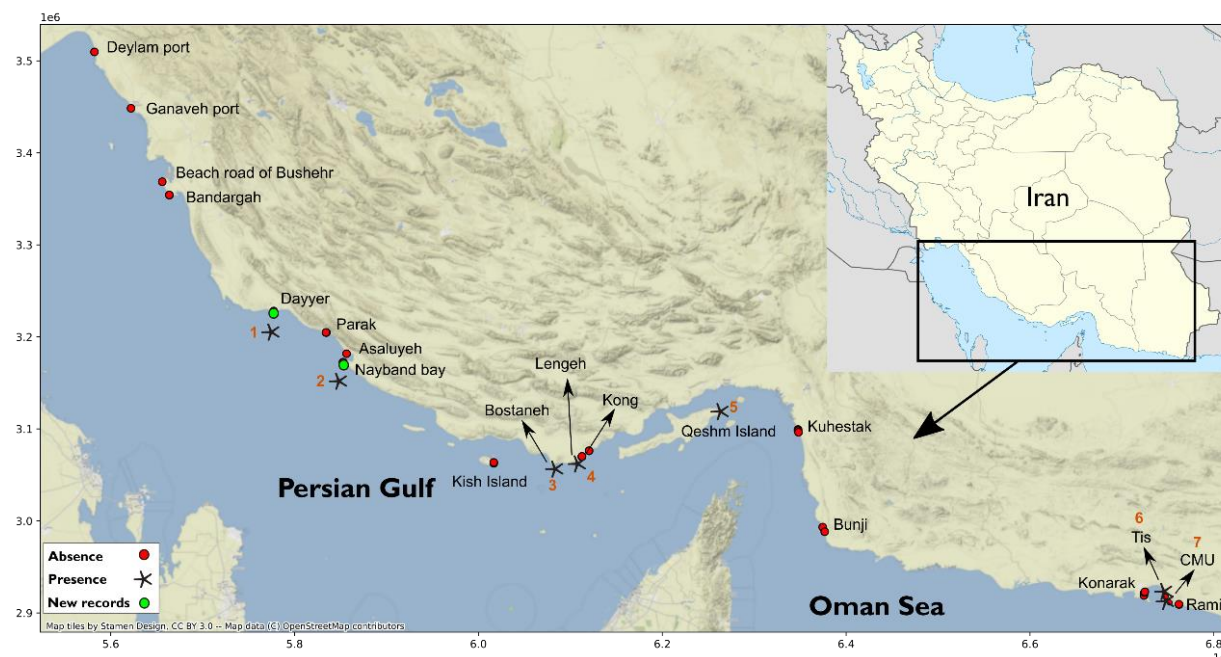 1e6
3.5
3.4
3.3
3.2
3.1
3.0
2.9
Deylam port
Ganaveh port
Beach road of Bushehr
Bandargah
Dayyer
1
Parak
Asaluyeh
2
Nayband bay
Lengeh
Bostaneh
Kong
5
Qeshm Island
Kish Island
3
4
Persian Gulf
Iran
Kuhestak
Bunji
6
Tis
7
CMU
Konarak
Rami
Oman Sea
Absence
Presence
New records
Map tiles by Stamen Design, CC BY 3.0 -- Map data (C) OpenStreetMap contributors
5.6
5.8
6.0
6.2
6.4
6.6
6.8